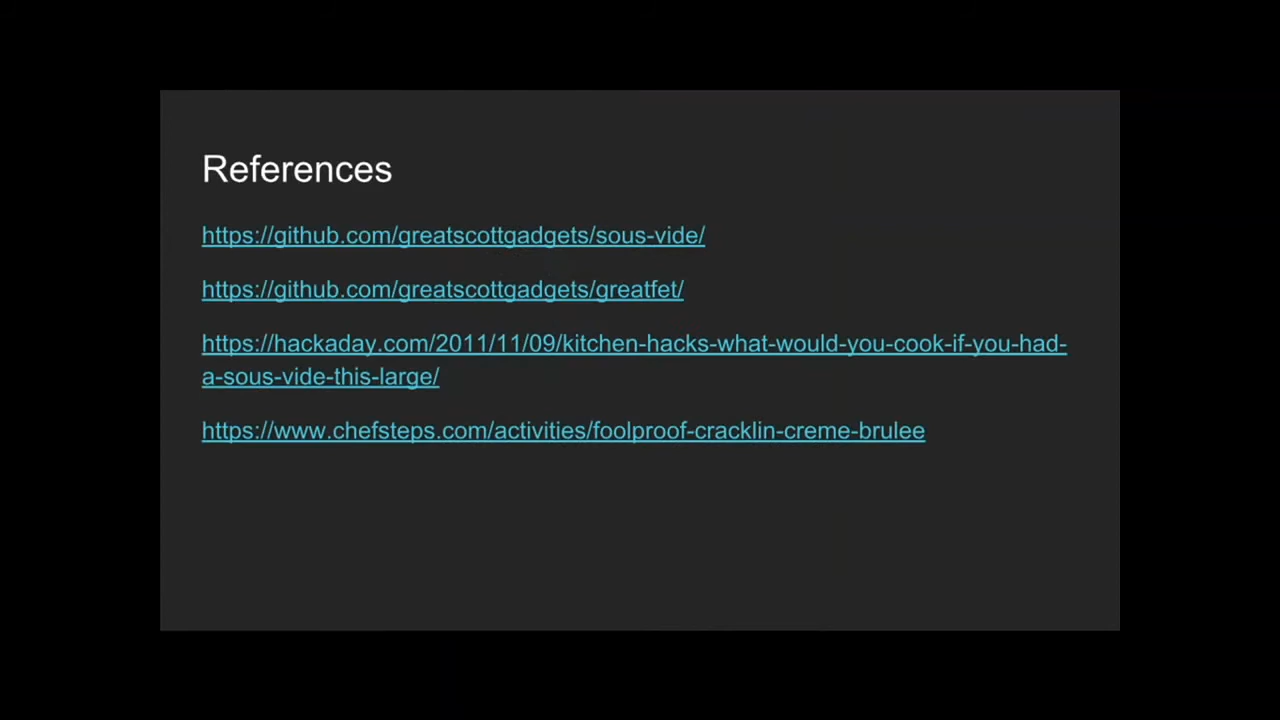 References
https://github.com/greatscottgadgets/sous-vide/
https://github.com/greatscottgadgets/greatfet/
https://hackaday.com/2011/11/09/kitchen-hacks-what-would-you-cook-if-you-had-
a-sous-vide-this-large/
https://www.chefsteps.com/activities/foolproof-cracklin-creme-brulee